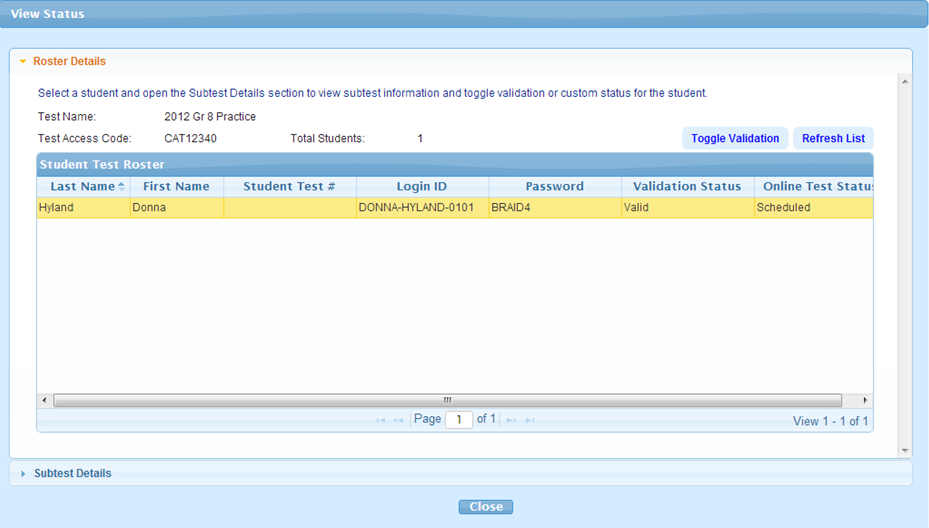 View Status
Roster Details
Select a student and open the Subtest Details section to view subtest information and toggle validation or custom status for the student.
Test Name: 2012 Gr 8 Practice
Test Access Code: CAT12340 Total Students: 1 Toggle Validation Refresh List
Student Test Roster
Last Name First Name Student Test # Login ID Password Validation Status Online Test Status
Hyland Donna DONNA-HYLAND-0101 BRAID4 Valid Scheduled
Page 1 of 1 View 1 - 1 of 1
Subtest Details
Close